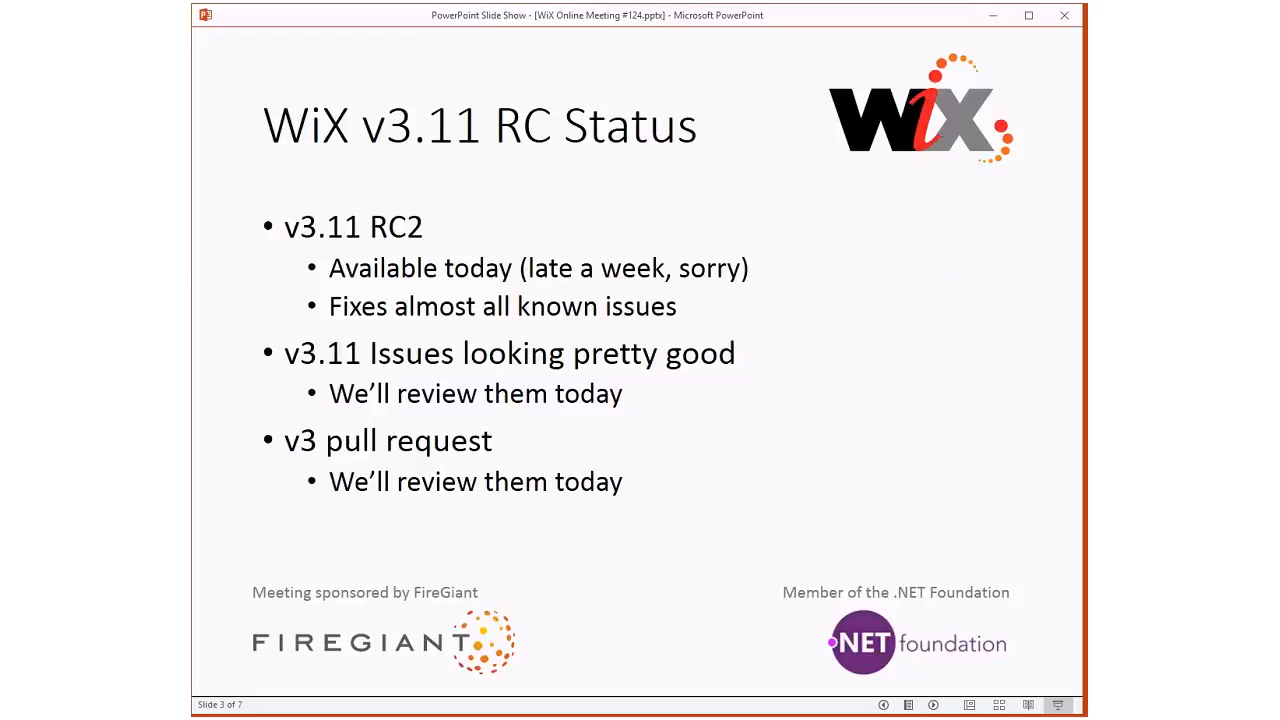 PowerPoint Slide Show - [WiX Online Meeting #124.pptx] - Microsoft PowerPoint
WiX
WiX v3.11 RC Status
• v3.11 RC2
• Available today (late a week, sorry)
• Fixes almost all known issues
• v3.11 Issues looking pretty good
• We’ll review them today
• v3 pull request
• We’ll review them today
Meeting sponsored by FireGiant
Member of the .NET Foundation
FIREGIANT
.NET foundation
Slide 3 of 7